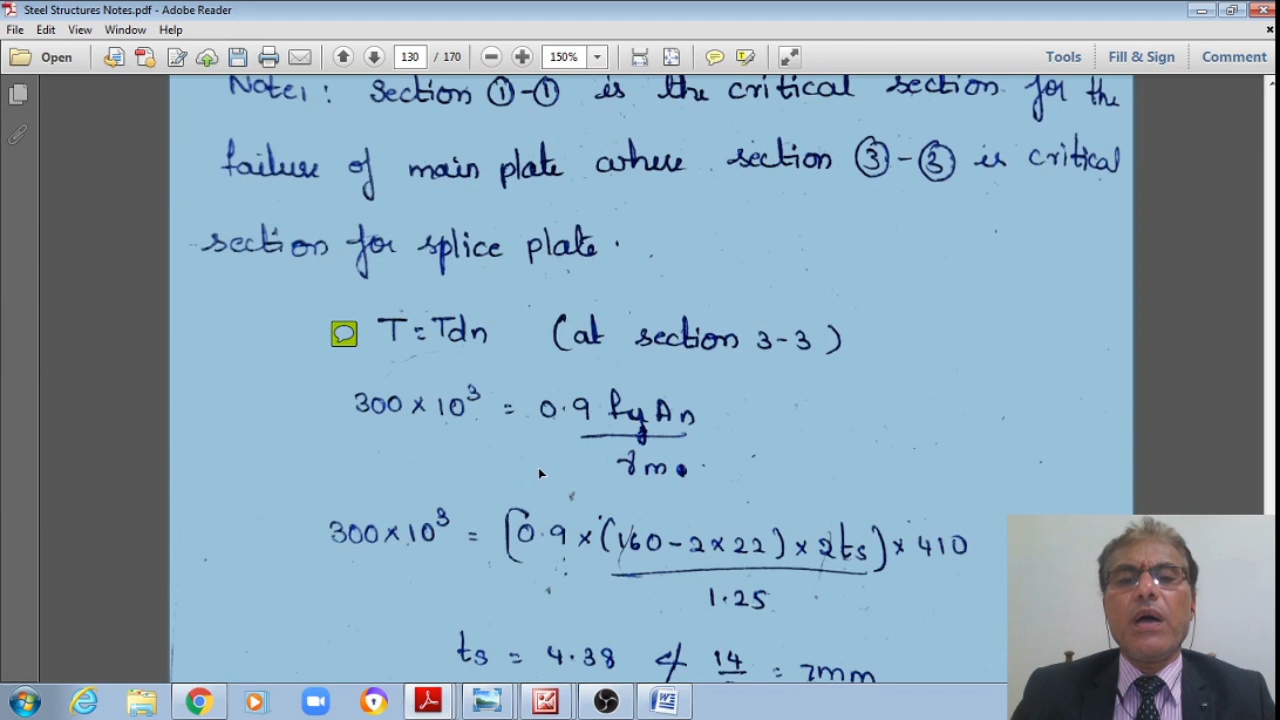 Steel Structures Notes.pdf - Adobe Reader
File Edit View Window Help
Open 130 / 170 150% Tools Fill & Sign Comment
Note1 : Section ①-① is the critical section for the
failure of main plate where section ③-③ is critical
section for splice plate.
T = Tdn (at section 3-3)
300 × 10³ = 0.9 fy An
γm
300×10³ = [0.9 × (160 - 2×22) × 2ts) × 410
1.25
ts = 4.38 ≮ 14 = 7mm